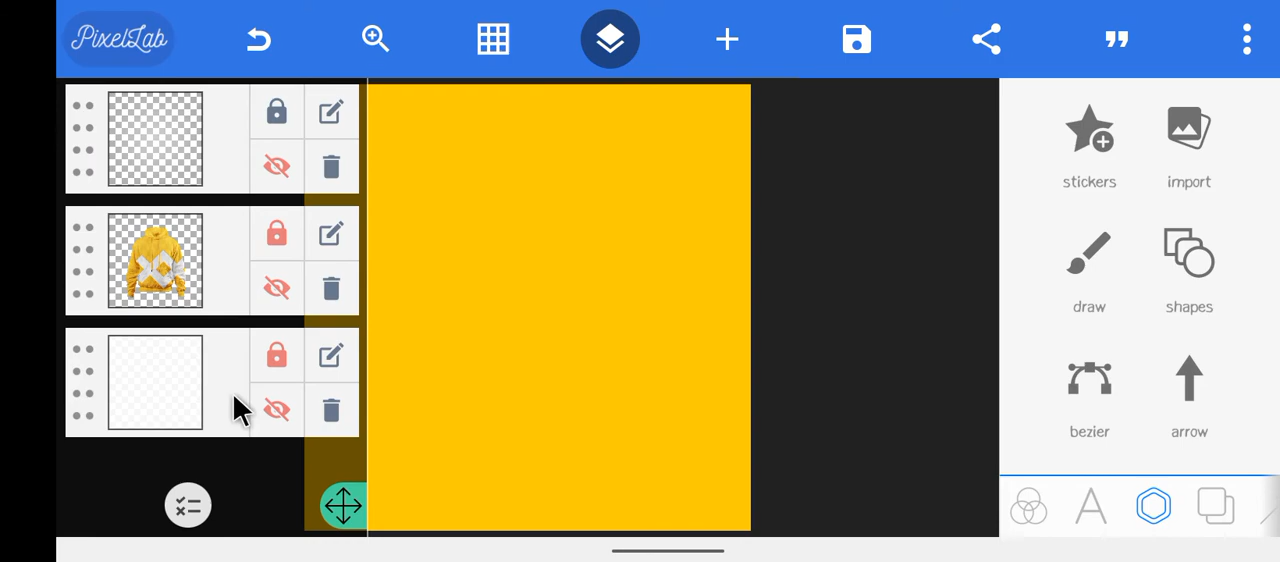 PixelLab
stickers
import
draw
shapes
bezier
arrow